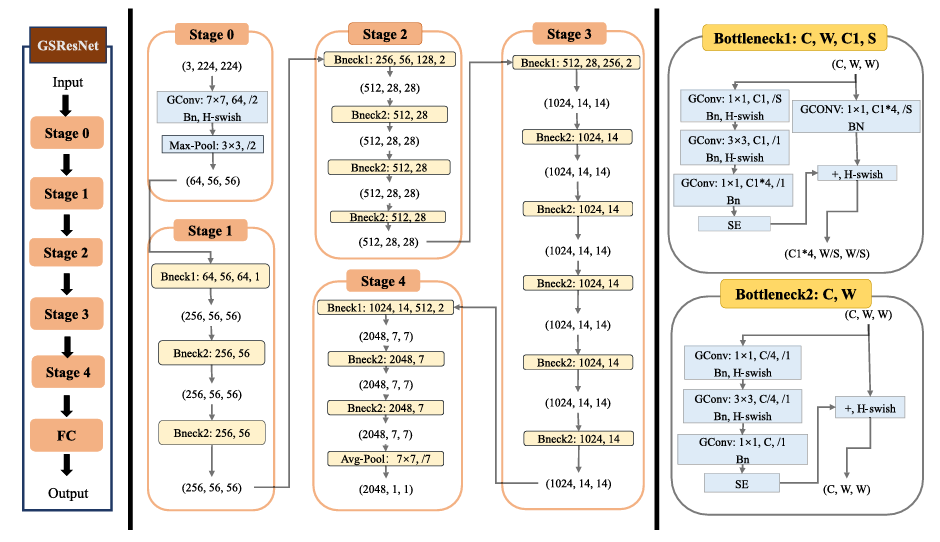 GSResNet
Input
Stage 0
Stage 1
Stage 2
Stage 3
Stage 4
FC
Output
Stage 0
(3, 224, 224)
GConv: 7×7, 64, /2
Bn, H-swish
Max-Pool: 3×3, /2
(64, 56, 56)
Stage 1
Bneck1: 64, 56, 64, 1
(256, 56, 56)
Bneck2: 256, 56
(256, 56, 56)
Bneck2: 256, 56
(256, 56, 56)
Stage 2
Bneck1: 256, 56, 128, 2
(512, 28, 28)
Bneck2: 512, 28
(512, 28, 28)
Bneck2: 512, 28
(512, 28, 28)
Bneck2: 512, 28
(512, 28, 28)
Stage 3
Bneck1: 512, 28, 256, 2
(1024, 14, 14)
Bneck2: 1024, 14
(1024, 14, 14)
Bneck2: 1024, 14
(1024, 14, 14)
Bneck2: 1024, 14
(1024, 14, 14)
Bneck2: 1024, 14
(1024, 14, 14)
Bneck2: 1024, 14
(1024, 14, 14)
Stage 4
Bneck1: 1024, 14, 512, 2
(2048, 7, 7)
Bneck2: 2048, 7
(2048, 7, 7)
Bneck2: 2048, 7
(2048, 7, 7)
Avg-Pool: 7×7, /7
(2048, 1, 1)
Bottleneck1: C, W, C1, S
(C, W, W)
GConv: 1×1, C1, /S
Bn, H-swish
GConv: 3×3, C1, /1
Bn, H-swish
GConv: 1×1, C1*4, /1
Bn
SE
GCONV: 1×1, C1*4, /S
BN
+, H-swish
(C1*4, W/S, W/S)
Bottleneck2: C, W
(C, W, W)
GConv: 1×1, C/4, /1
Bn, H-swish
GConv: 3×3, C/4, /1
Bn, H-swish
GConv: 1×1, C, /1
Bn
SE
+, H-swish
(C, W, W)